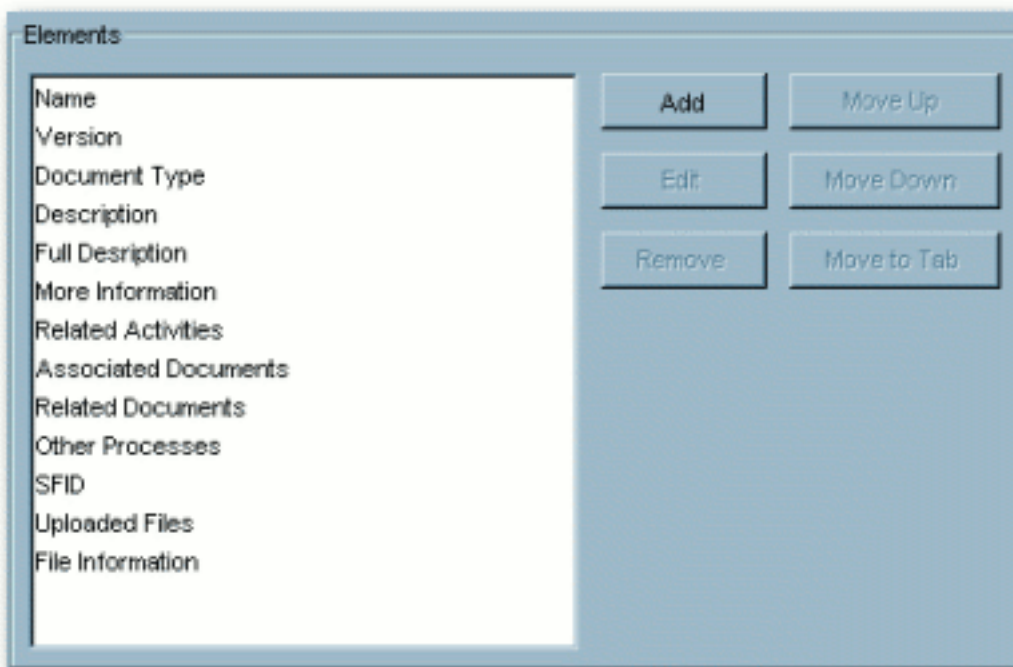 Elements
Name
Version
Document Type
Description
Full Desription
More Information
Related Activities
Associated Documents
Related Documents
Other Processes
SFID
Uploaded Files
File Information
Add
Move Up
Edit
Move Down
Remove
Move to Tab